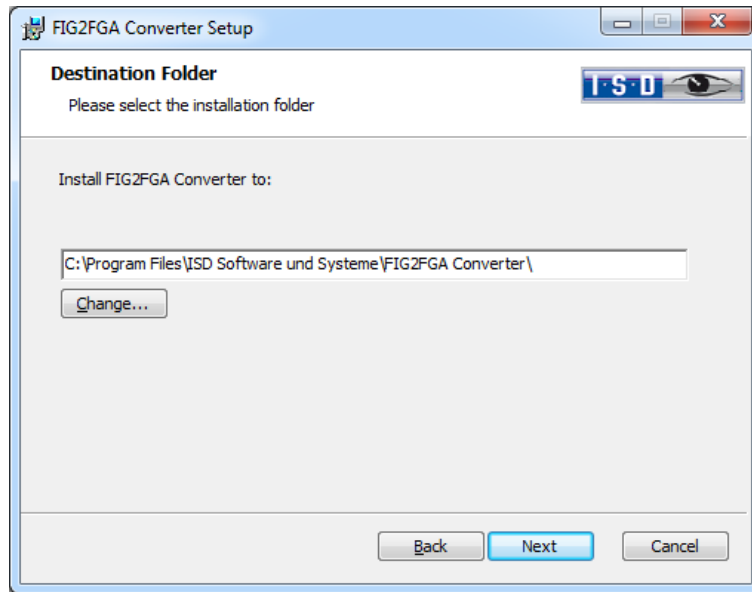 FIG2FGA Converter Setup
Destination Folder
Please select the installation folder
I·S·D
Install FIG2FGA Converter to:
C:\Program Files\ISD Software und Systeme\FIG2FGA Converter\
Change...
Back Next Cancel